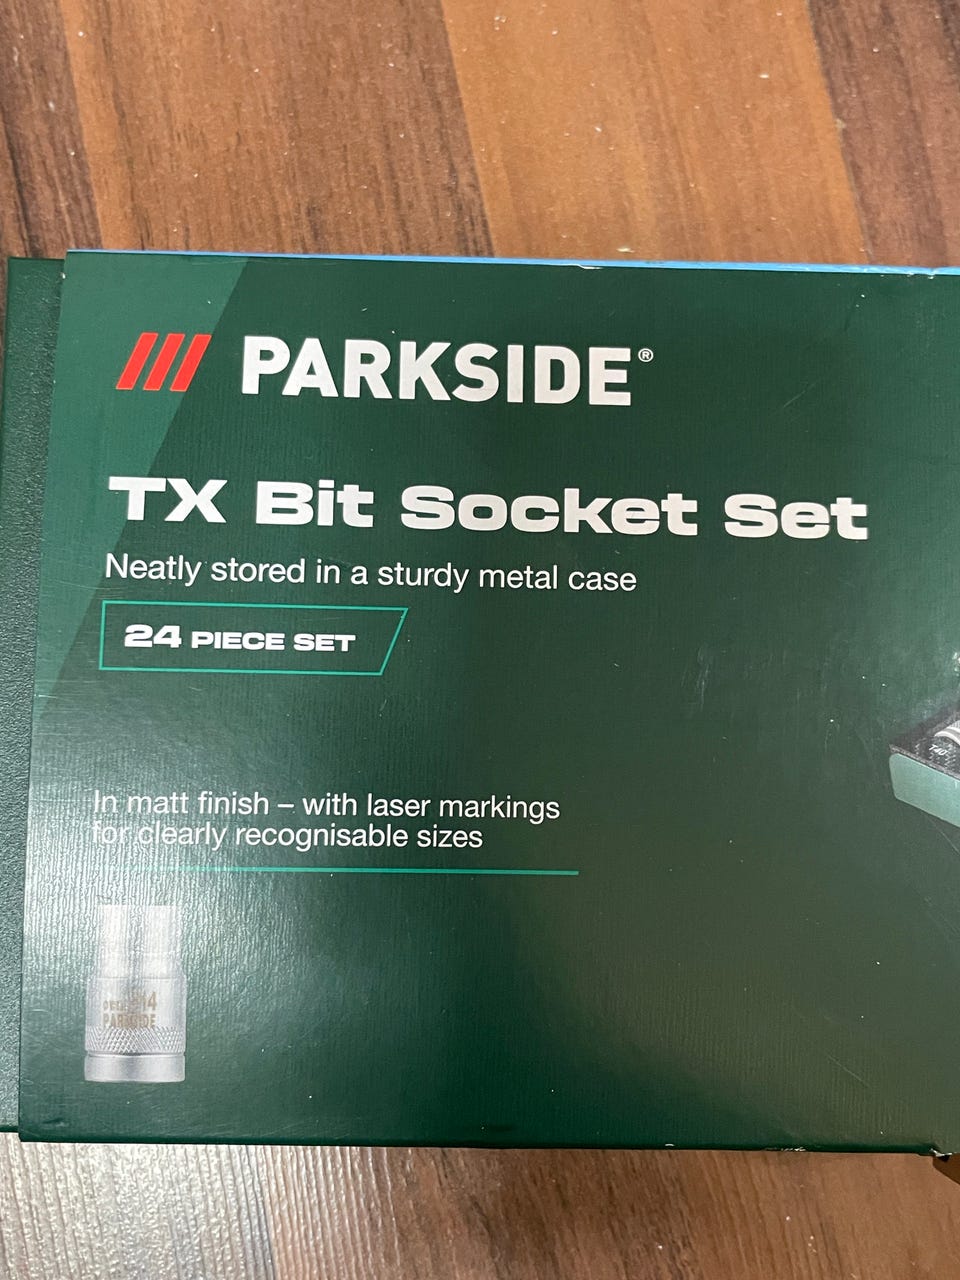 PARKSIDE®
TX Bit Socket Set
Neatly stored in a sturdy metal case
24 PIECE SET
In matt finish – with laser markings
for clearly recognisable sizes
T40
PARKSIDE